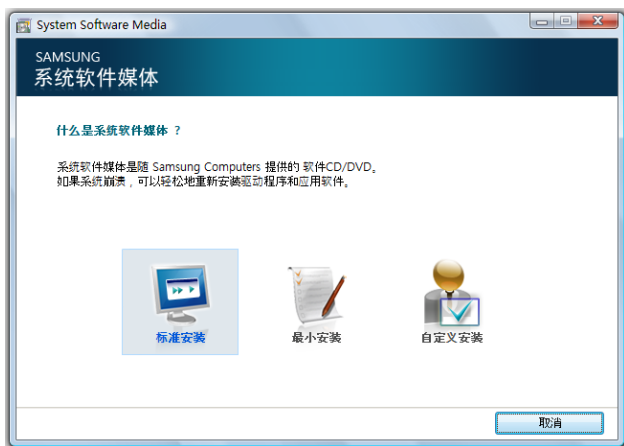 System Software Media
SAMSUNG
系统软件媒体
什么是系统软件媒体 ？
系统软件媒体是随 Samsung Computers 提供的 软件CD/DVD。
如果系统崩溃，可以轻松地重新安装驱动程序和应用软件。
标准安装 最小安装 自定义安装
取消